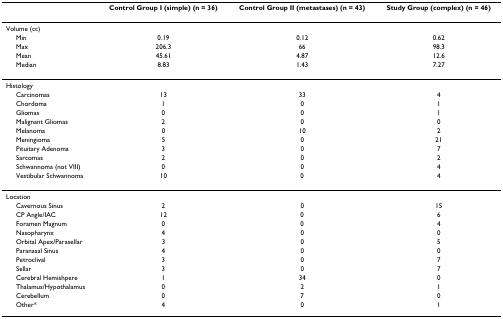 Control Group I (simple) (n = 36) Control Group II (metastases) (n = 43) Study Group (complex) (n = 46)
Volume (cc)
Min 0.19 0.12 0.62
Max 206.3 66 98.3
Mean 45.61 4.87 12.6
Median 8.83 1.43 7.27
Histology
Carcinomas 13 33 4
Chordoma 1 0 1
Gliomas 0 0 1
Malignant Gliomas 2 0 0
Melanoma 0 10 2
Meningioma 5 0 21
Pituitary Adenoma 3 0 7
Sarcomas 2 0 2
Schwannoma (not VIII) 0 0 4
Vestibular Schwannoma 10 0 4
Location
Cavernous Sinus 2 0 15
CP Angle/IAC 12 0 6
Foramen Magnum 0 0 4
Nasopharynx 4 0 0
Orbital Apex/Parasellar 3 0 5
Paranasal Sinus 4 0 0
Petroclival 3 0 7
Sellar 3 0 7
Cerebral Hemishpere 1 34 0
Thalamus/Hypothalamus 0 2 1
Cerebellum 0 7 0
Other* 4 0 1